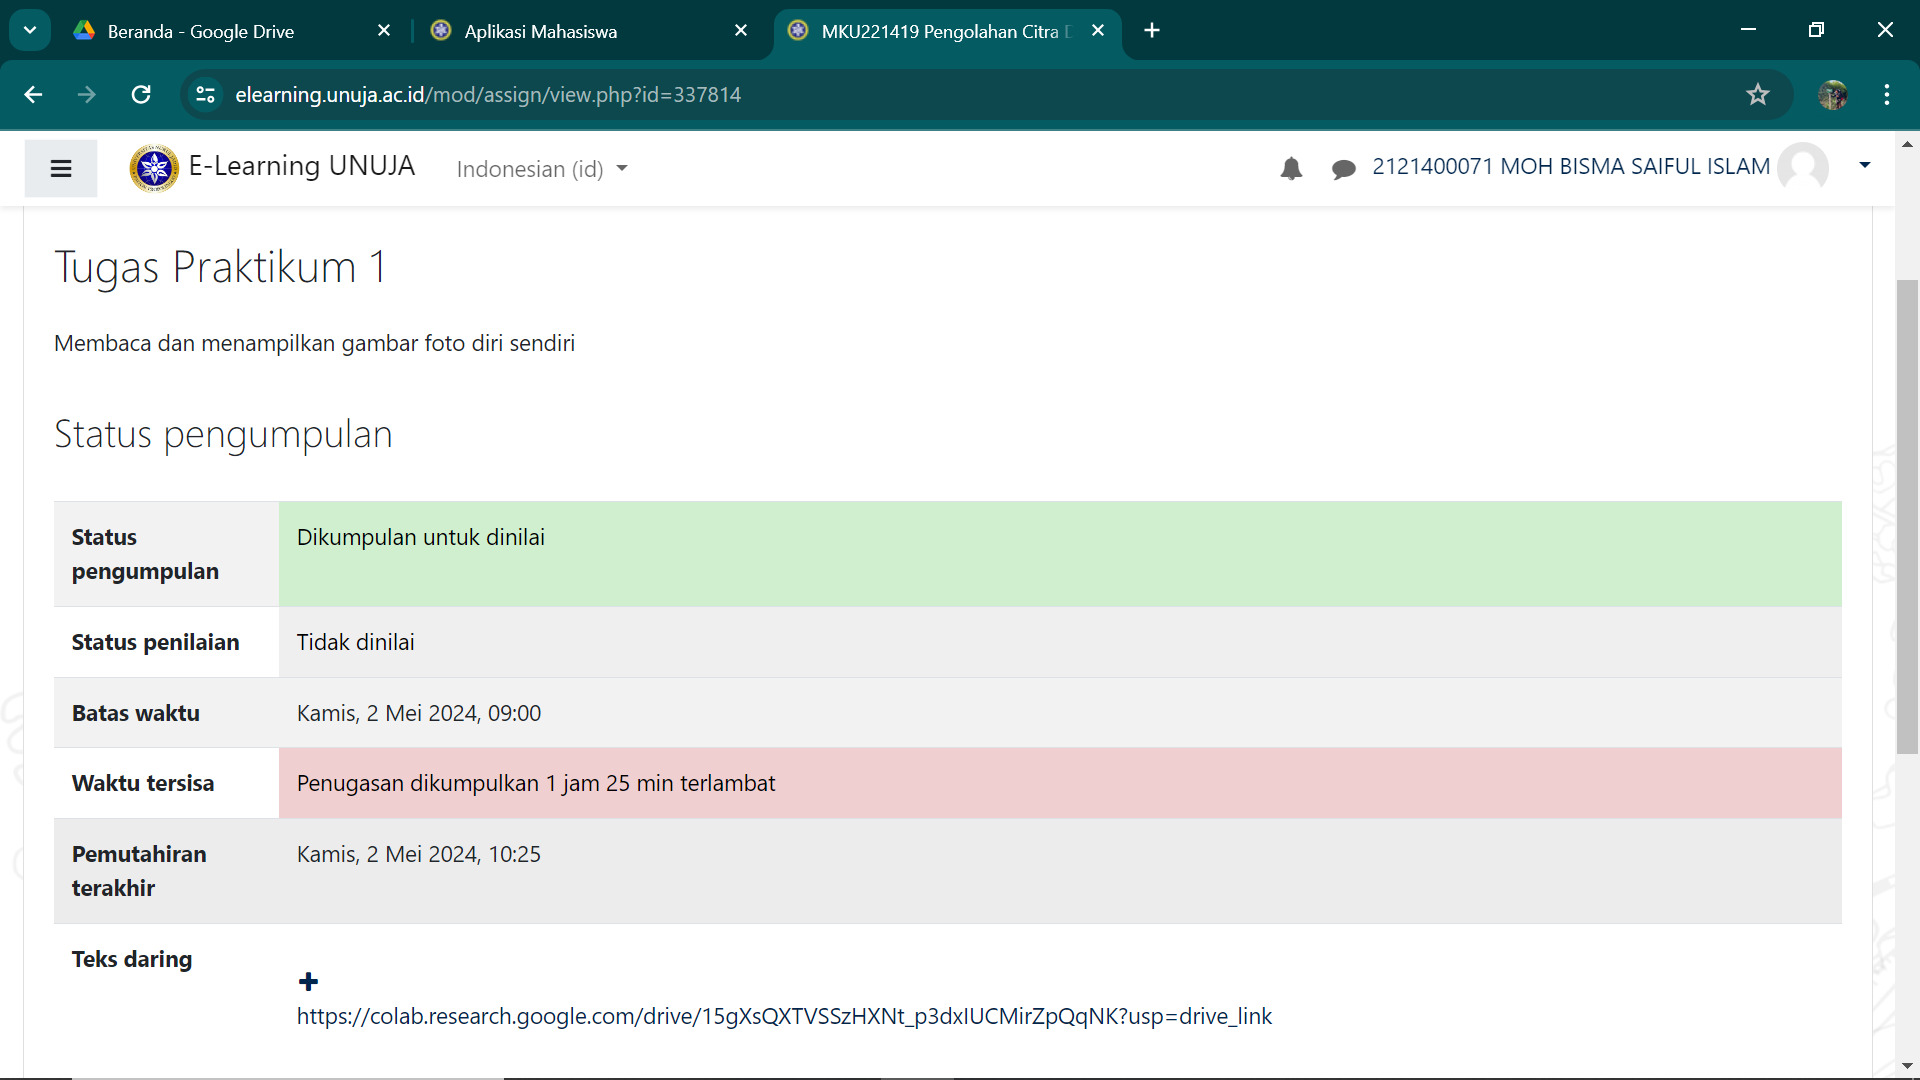 Beranda - Google Drive
Aplikasi Mahasiswa
MKU221419 Pengolahan Citra D
elearning.unuja.ac.id/mod/assign/view.php?id=337814
E-Learning UNUJA
Indonesian (id)
2121400071 MOH BISMA SAIFUL ISLAM
Tugas Praktikum 1
Membaca dan menampilkan gambar foto diri sendiri
Status pengumpulan
Status pengumpulan
Dikumpulan untuk dinilai
Status penilaian
Tidak dinilai
Batas waktu
Kamis, 2 Mei 2024, 09:00
Waktu tersisa
Penugasan dikumpulkan 1 jam 25 min terlambat
Pemutahiran terakhir
Kamis, 2 Mei 2024, 10:25
Teks daring
https://colab.research.google.com/drive/15gXsQXTVSSzHXNt_p3dxIUCMirZpQqNK?usp=drive_link